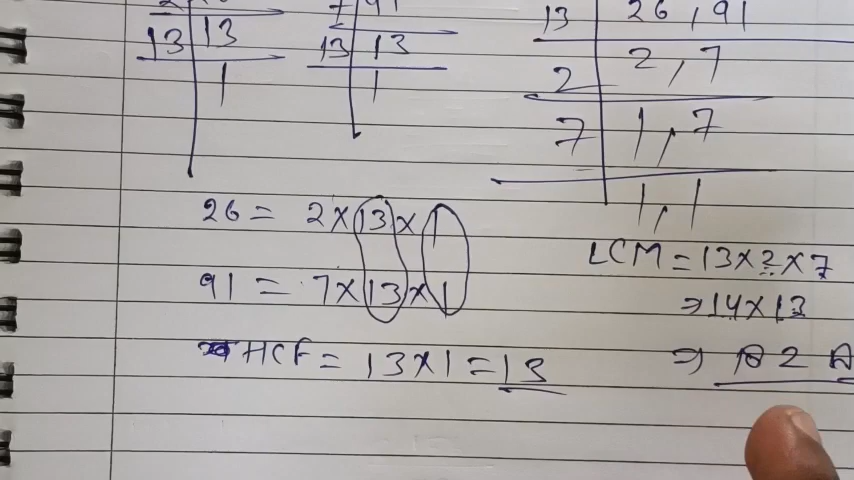 13 | 13
1
7 | 91
13 | 13
1
13 | 26, 91
2 | 2, 7
7 | 1, 7
1, 1
26 = 2×13×1
91 = 7×13×1
HCF = 13×1 = 13
LCM = 13×2×7
⇒ 14×13
⇒ 182 A